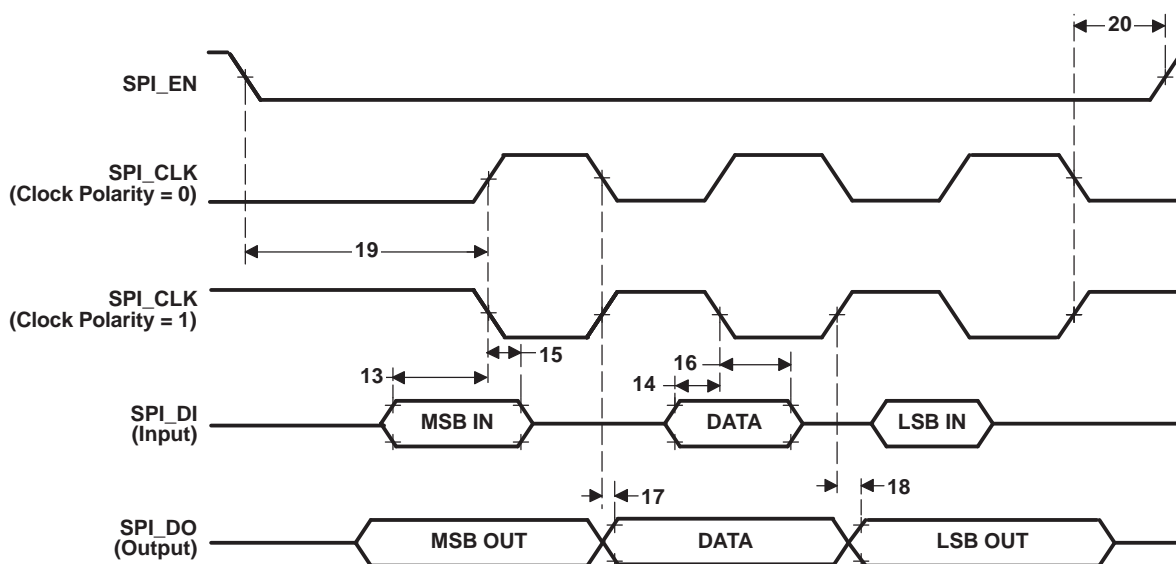 20
SPI_EN
SPI_CLK
(Clock Polarity = 0)
19
SPI_CLK
(Clock Polarity = 1)
15
16
13
14
SPI_DI
(Input)
MSB IN
DATA
LSB IN
17
18
SPI_DO
(Output)
MSB OUT
DATA
LSB OUT